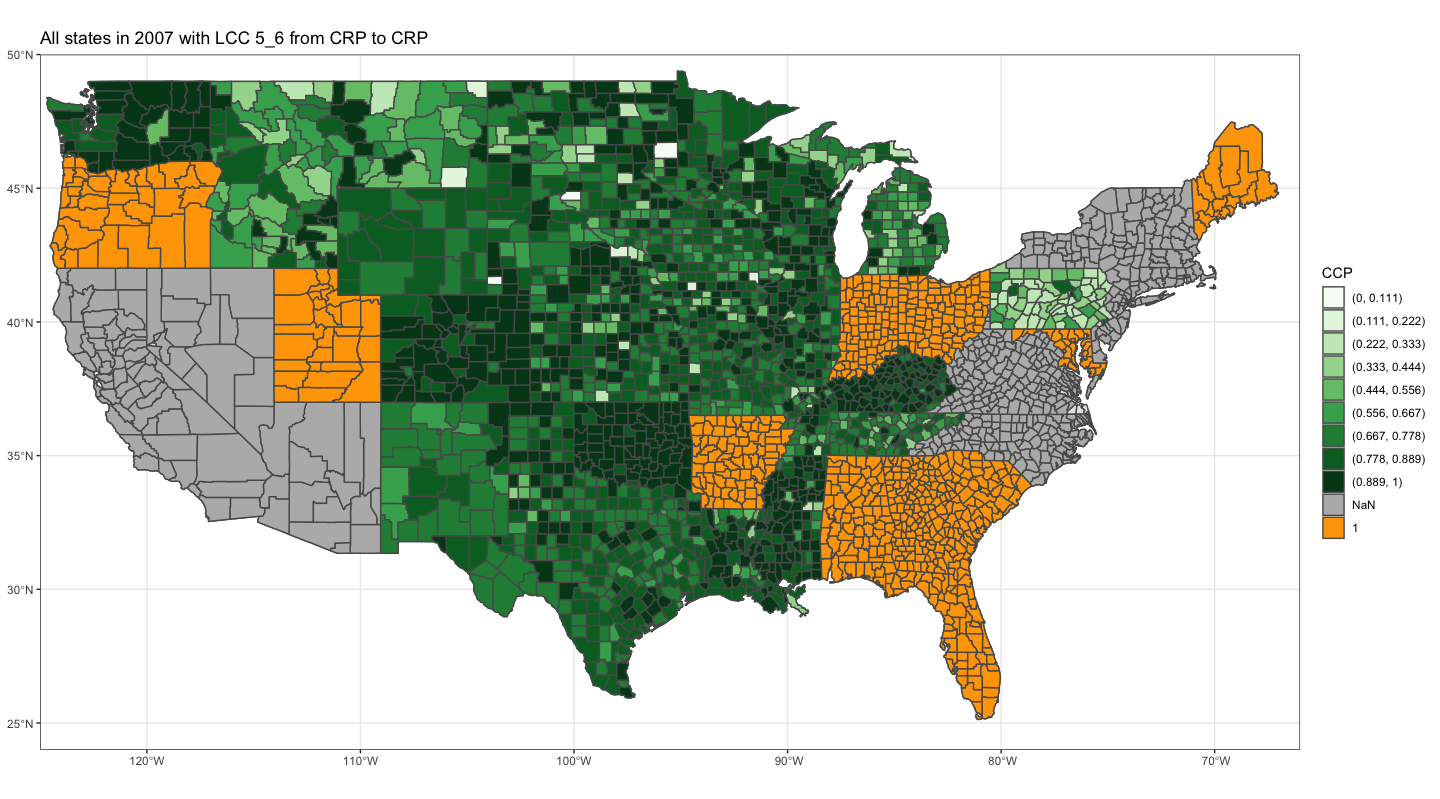 All states in 2007 with LCC 5_6 from CRP to CRP
50°N
45°N
40°N
35°N
30°N
25°N
120°W
110°W
100°W
90°W
80°W
70°W
CCP
(0, 0.111)
(0.111, 0.222)
(0.222, 0.333)
(0.333, 0.444)
(0.444, 0.556)
(0.556, 0.667)
(0.667, 0.778)
(0.778, 0.889)
(0.889, 1)
NaN
1